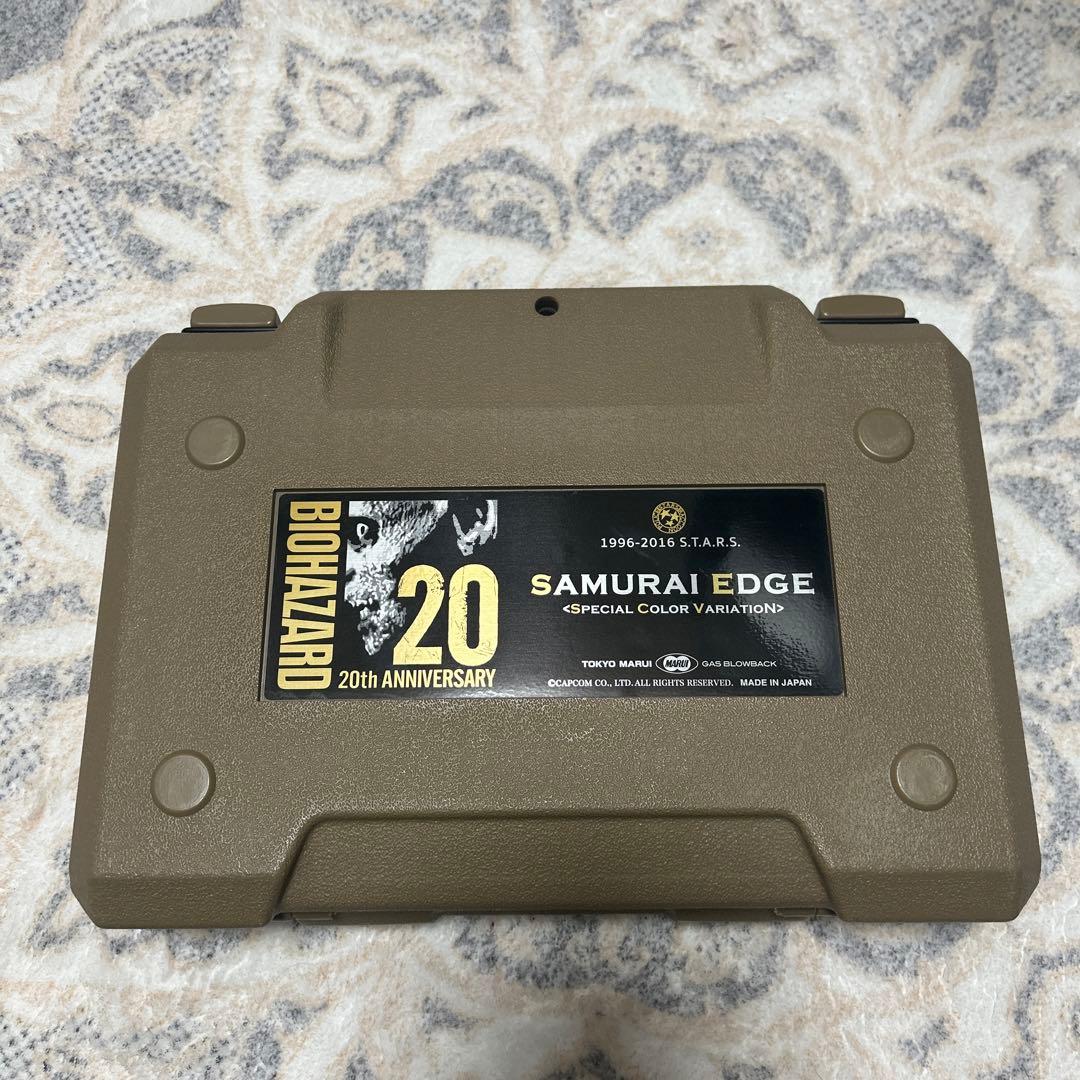 BIOHAZARD
20
20th ANNIVERSARY
1996-2016 S.T.A.R.S.
SAMURAI EDGE
<SPECIAL COLOR VARIATION>
TOKYO MARUI MARUI GAS BLOWBACK
©CAPCOM CO., LTD. ALL RIGHTS RESERVED. MADE IN JAPAN